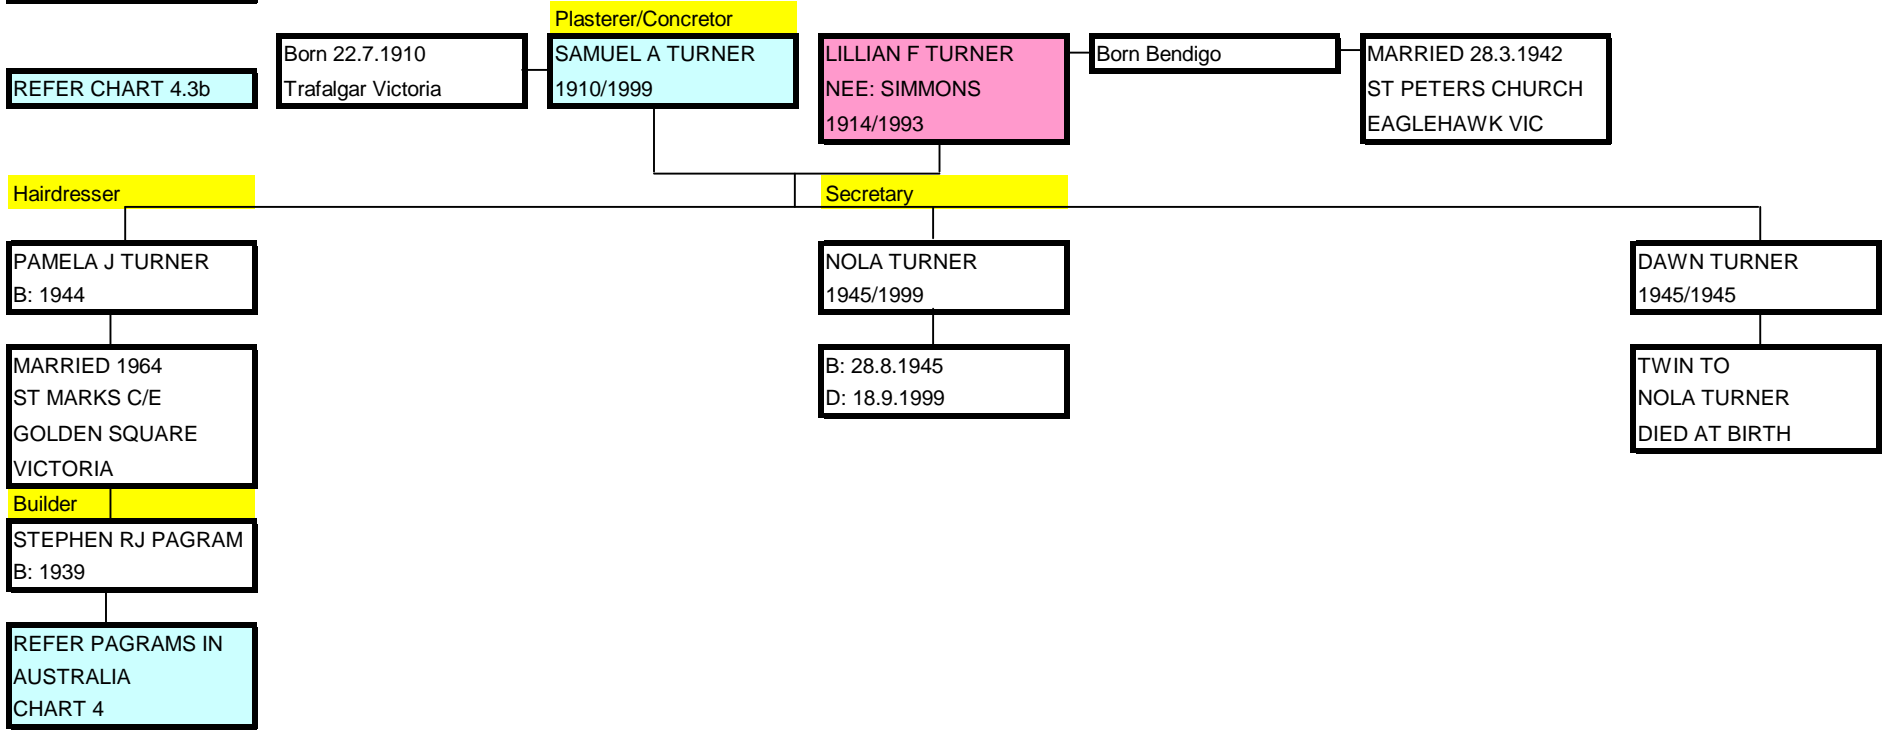 Plasterer/Concretor
REFER CHART 4.3b
Born 22.7.1910
Trafalgar Victoria
SAMUEL A TURNER
1910/1999
LILLIAN F TURNER
NEE: SIMMONS
1914/1993
Born Bendigo
MARRIED 28.3.1942
ST PETERS CHURCH
EAGLEHAWK VIC
Hairdresser
PAMELA J TURNER
B: 1944
MARRIED 1964
ST MARKS C/E
GOLDEN SQUARE
VICTORIA
Builder
STEPHEN RJ PAGRAM
B: 1939
REFER PAGRAMS IN
AUSTRALIA
CHART 4
Secretary
NOLA TURNER
1945/1999
B: 28.8.1945
D: 18.9.1999
DAWN TURNER
1945/1945
TWIN TO
NOLA TURNER
DIED AT BIRTH